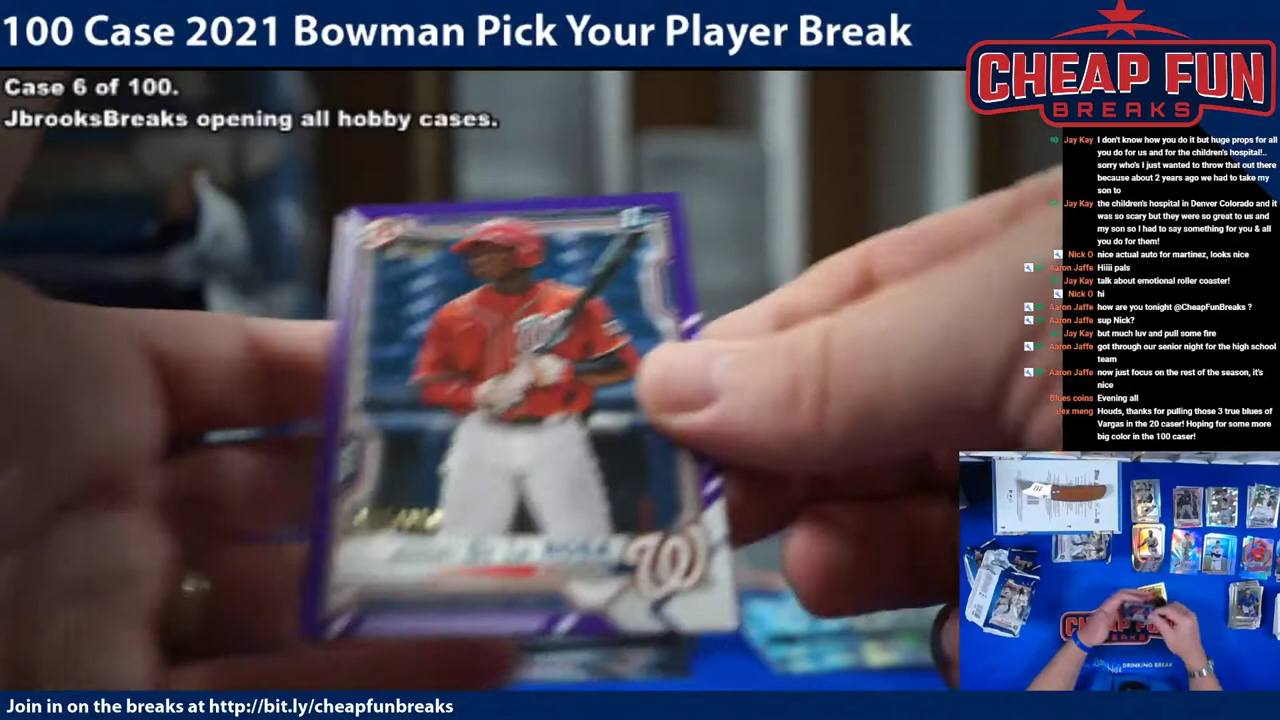 100 Case 2021 Bowman Pick Your Player Break
Case 6 of 100.
JbrooksBreaks opening all hobby cases.
CHEAP FUN
BREAKS
Jay Kay I don't know how you do it but huge props for all
you do for us and for the children's hospital!..
sorry who's I just wanted to throw that out there
because about 2 years ago we had to take my
son to
Jay Kay the children's hospital in Denver Colorado and it
was so scary but they were so great to us and
my son so I had to say something for you & all
you do for them!
Nick O nice actual auto for martinez, looks nice
Aaron Jaffe Hiiii pals
Jay Kay talk about emotional roller coaster!
Nick O hi
Aaron Jaffe how are you tonight @CheapFunBreaks ?
Aaron Jaffe sup Nick?
Jay Kay but much luv and pull some fire
Aaron Jaffe got through our senior night for the high school
team
Aaron Jaffe now just focus on the rest of the season, it's
nice
Blues coins Evening all
alex meng Houds, thanks for pulling those 3 true blues of
Vargas in the 20 caser! Hoping for some more
big color in the 100 caser!
W
CHEAP FUN
BREAKS
DRINKING BREAK
Join in on the breaks at http://bit.ly/cheapfunbreaks